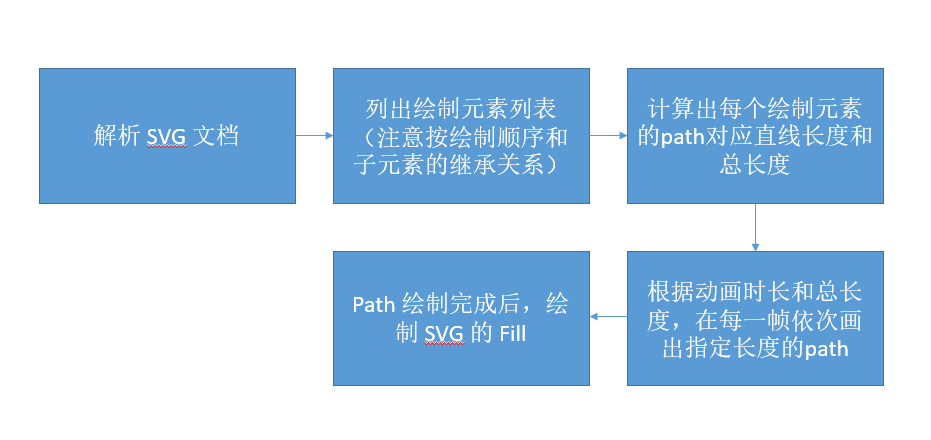 解析 SVG 文档
列出绘制元素列表
（注意按绘制顺序和
子元素的继承关系）
计算出每个绘制元素
的path对应直线长度和
总长度
根据动画时长和总长
度，在每一帧依次画
出指定长度的path
Path 绘制完成后，绘
制 SVG 的 Fill